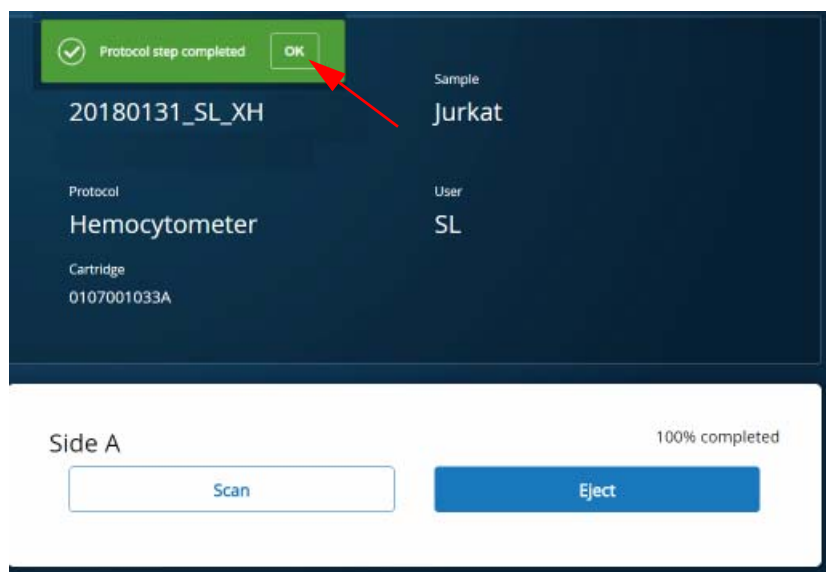 Protocol step completed OK
Sample
20180131_SL_XH Jurkat
Protocol User
Hemocytometer SL
Cartridge
0107001033A
Side A 100% completed
Scan Eject